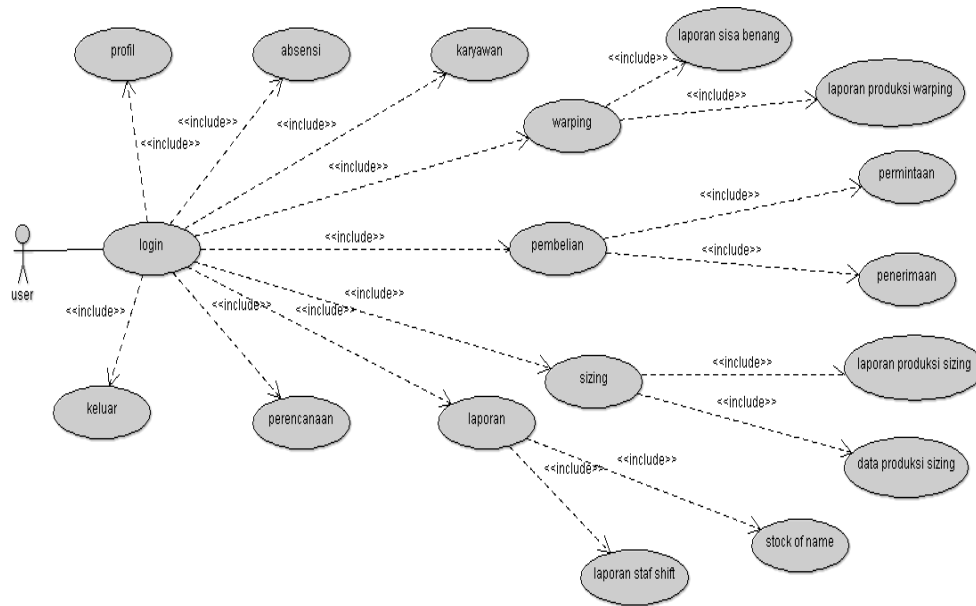 profil
absensi
karyawan
laporan sisa benang
<<include>>
<<include>>
laporan produksi warping
<<include>>
<<include>>
<<include>>
warping
<<include>>
<<include>>
permintaan
<<include>>
login
<<include>>
pembelian
<<include>>
penerimaan
user
<<include>>
<<include>>
<<include>>
<<include>>
laporan produksi sizing
<<include>>
sizing
<<include>>
keluar
perencanaan
laporan
data produksi sizing
<<include>>
<<include>>
stock of name
laporan staf shift